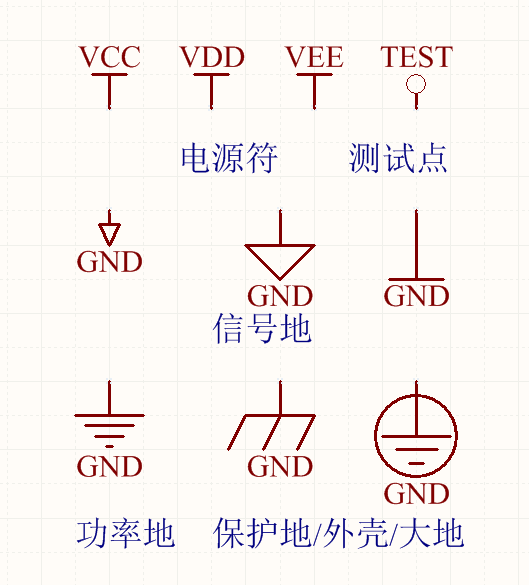 VCC VDD VEE TEST
电源符 测试点
GND GND GND
信号地
GND GND GND
功率地 保护地/外壳/大地